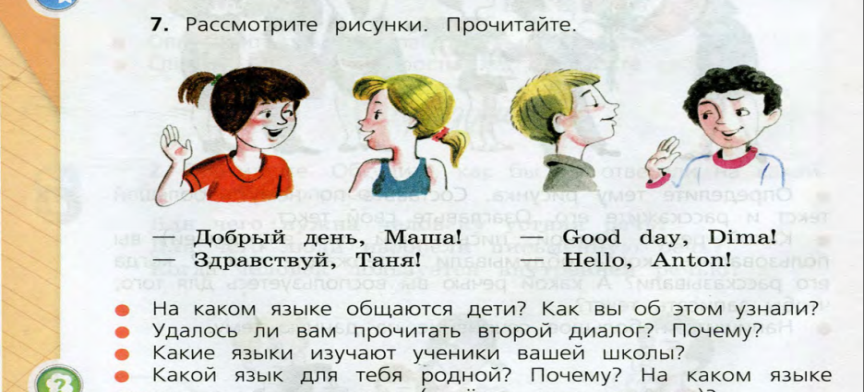 7. Рассмотрите рисунки. Прочитайте.
— Добрый день, Маша!
— Здравствуй, Таня!
— Good day, Dima!
— Hello, Anton!
На каком языке общаются дети? Как вы об этом узнали?
Удалось ли вам прочитать второй диалог? Почему?
Какие языки изучают ученики вашей школы?
Какой язык для тебя родной? Почему? На каком языке